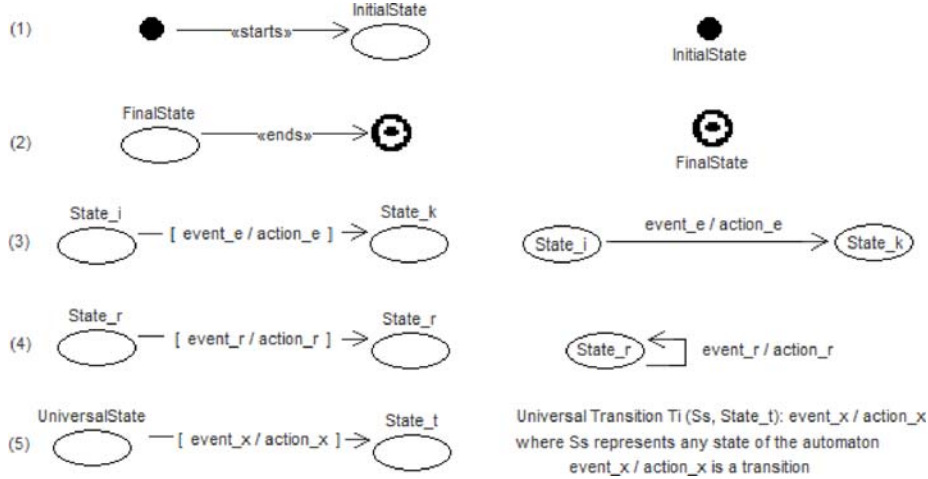 (1) «starts» InitialState InitialState
(2) FinalState «ends» FinalState
(3) State_i [ event_e / action_e ] State_k State_i event_e / action_e State_k
(4) State_r [ event_r / action_r ] State_r State_r event_r / action_r
(5) UniversalState [ event_x / action_x ] State_t
Universal Transition Ti (Ss, State_t): event_x / action_x
where Ss represents any state of the automaton
event_x / action_x is a transition